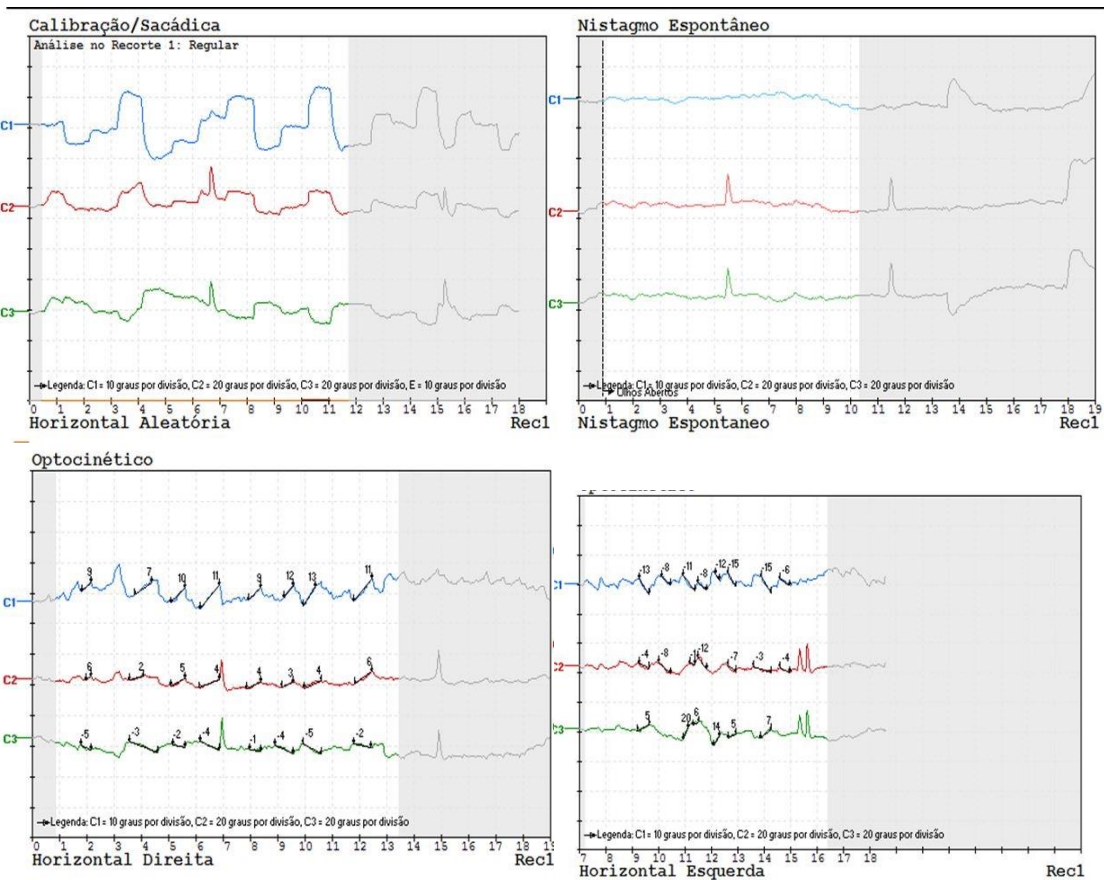 Calibração/Sacádica
Análise no Recorte 1: Regular
C1
C2
C3
Legenda: C1 = 10 graus por divisão, C2 = 20 graus por divisão, C3 = 20 graus por divisão, E = 10 graus por divisão
0 1 2 3 4 5 6 7 8 9 10 11 12 13 14 15 16 17 18
Horizontal Aleatória Rec1
Nistagmo Espontâneo
C1
C2
C3
Legenda: C1 = 10 graus por divisão, C2 = 20 graus por divisão, C3 = 20 graus por divisão
Olhos Abertos
0 1 2 3 4 5 6 7 8 9 10 11 12 13 14 15 16 17 18 19
Nistagmo Espontaneo Rec1
Optocinético
C1
9 7 10 11 9 12 13 11
C2
6 2 5 4 4 3 4 6
C3
-5 -3 -2 -4 -1 -4 -5 -2
Legenda: C1 = 10 graus por divisão, C2 = 20 graus por divisão, C3 = 20 graus por divisão
0 1 2 3 4 5 6 7 8 9 10 11 12 13 14 15 16 17 18
Horizontal Direita Rec1
C1
-13 -8 -11 -8 -12 -15 -15 -6
C2
-4 -8 -12 -7 -3 -4
C3
5 20 6 14 5 7
Legenda: C1 = 10 graus por divisão, C2 = 20 graus por divisão, C3 = 20 graus por divisão
7 8 9 10 11 12 13 14 15 16 17 18
Horizontal Esquerda Rec1